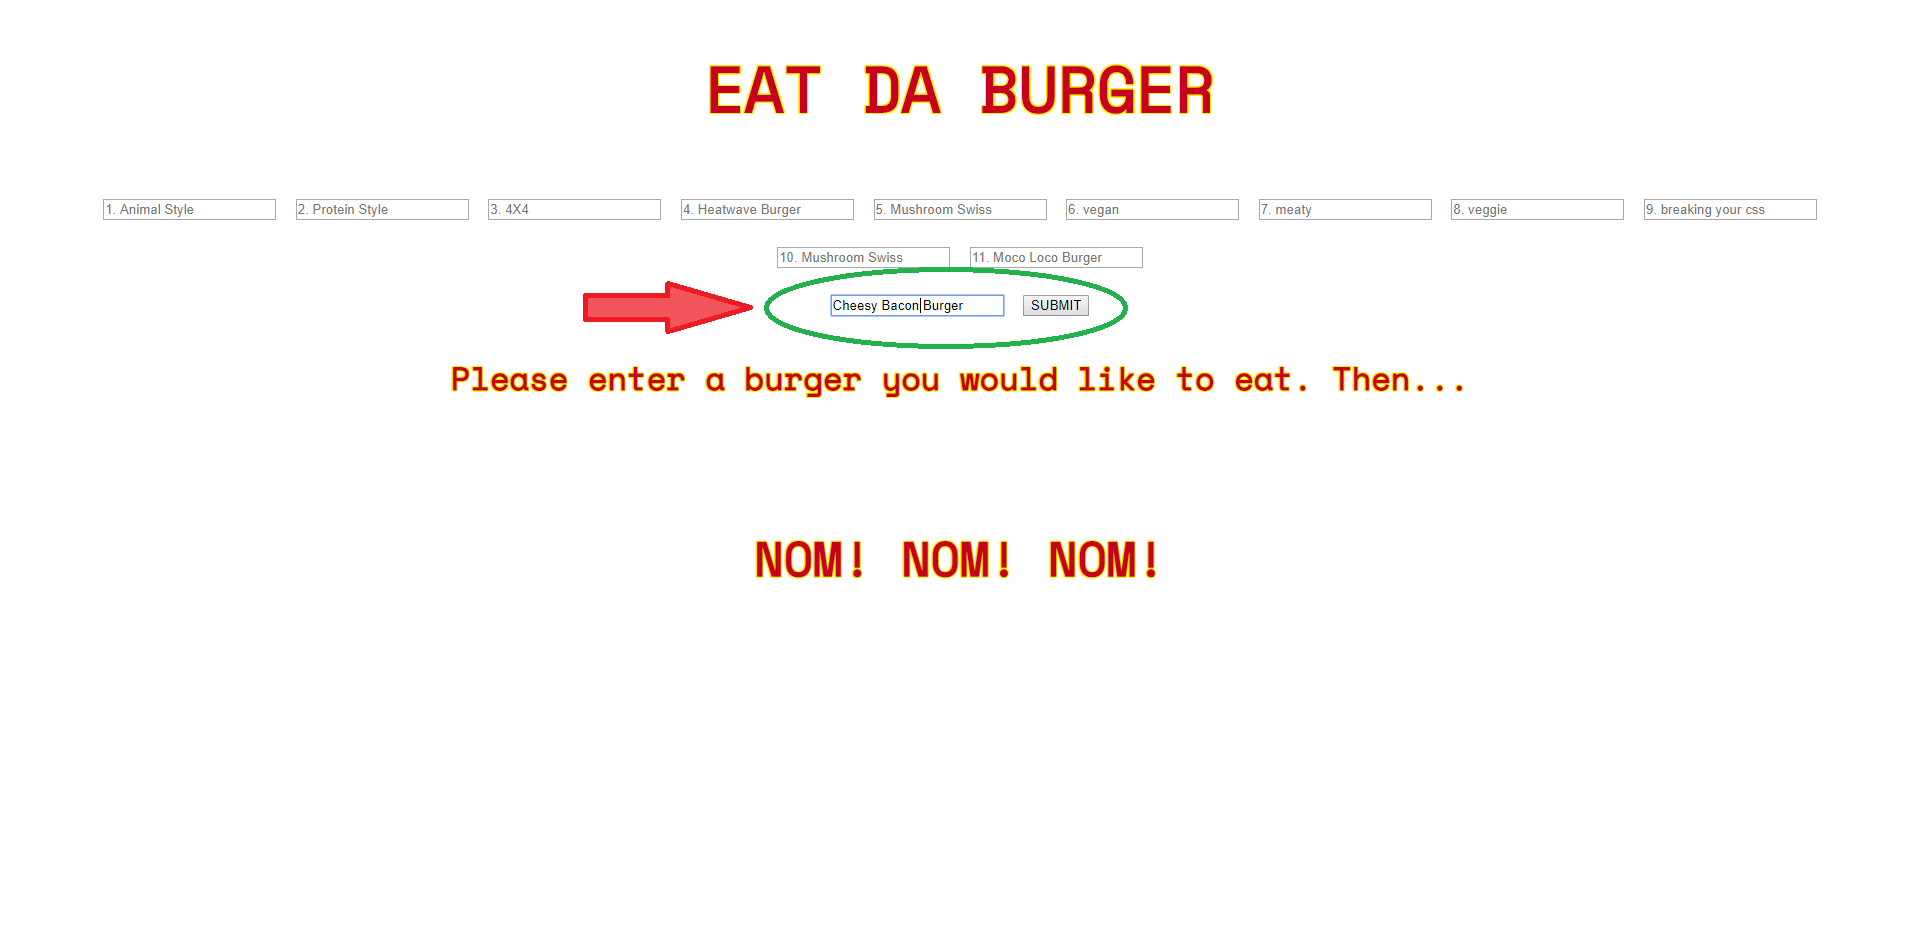 EAT DA BURGER
1. Animal Style 2. Protein Style 3. 4X4 4. Heatwave Burger 5. Mushroom Swiss 6. vegan 7. meaty 8. veggie 9. breaking your css
10. Mushroom Swiss 11. Moco Loco Burger
Cheesy Bacon Burger SUBMIT
Please enter a burger you would like to eat. Then...
NOM! NOM! NOM!